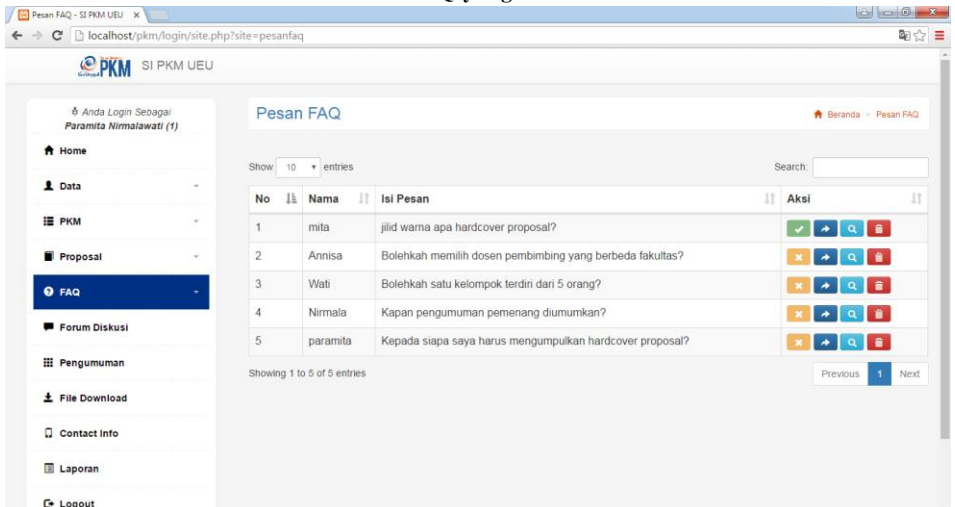 Pesan FAQ - SI PKM UEU
localhost/pkm/login/site.php?site=pesanfaq
PKM SI PKM UEU
Anda Login Sebagai
Paramita Nirmalawati (1)
Home
Data
PKM
Proposal
FAQ
Forum Diskusi
Pengumuman
File Download
Contact Info
Laporan
Logout
Pesan FAQ
Beranda > Pesan FAQ
Show 10 entries
Search:
No Nama Isi Pesan Aksi
1 mita jilid warna apa hardcover proposal?
2 Annisa Bolehkah memilih dosen pembimbing yang berbeda fakultas?
3 Wati Bolehkah satu kelompok terdiri dari 5 orang?
4 Nirmala Kapan pengumuman pemenang diumumkan?
5 paramita Kepada siapa saya harus mengumpulkan hardcover proposal?
Showing 1 to 5 of 5 entries
Previous 1 Next